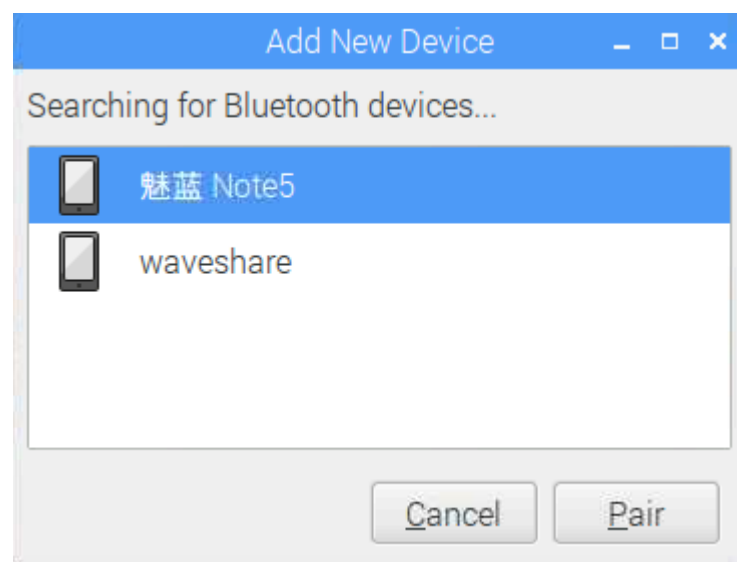 Add New Device
Searching for Bluetooth devices...
魅蓝 Note5
waveshare
Cancel Pair